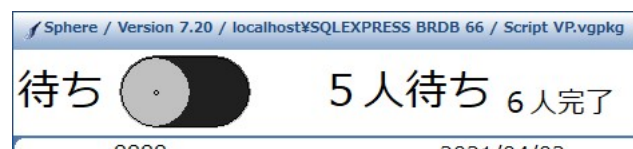 Sphere / Version 7.20 / localhost¥SQLEXPRESS BRDB 66 / Script VP.vgpkg
待ち 5人待ち 6人完了